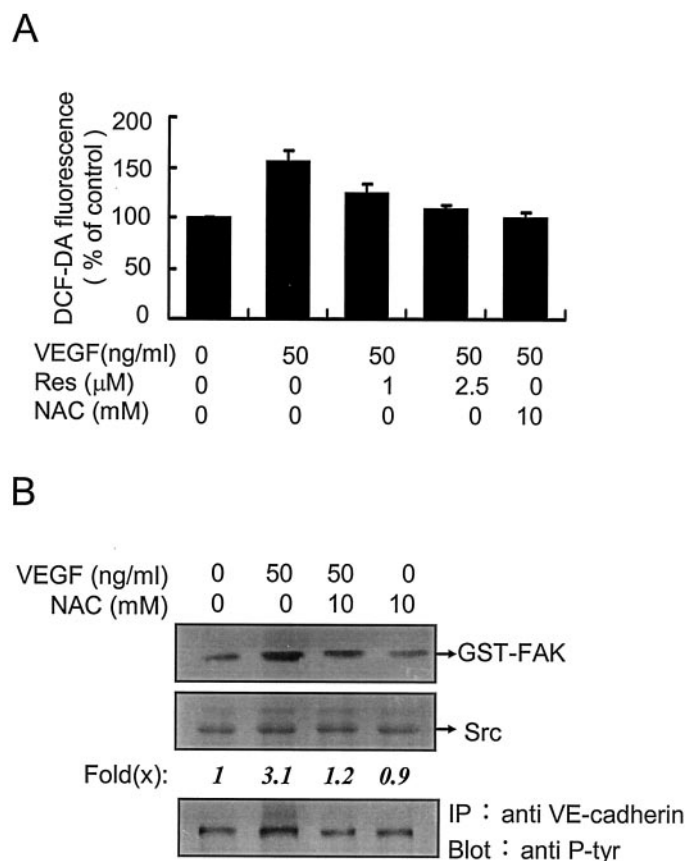 A
DCF-DA fluorescence
( % of control )
200
150
100
50
0
VEGF(ng/ml) 0 50 50 50 50
Res (μM) 0 0 1 2.5 0
NAC (mM) 0 0 0 0 10
B
VEGF (ng/ml) 0 50 50 0
NAC (mM) 0 0 10 10
GST-FAK
Src
Fold(x): 1 3.1 1.2 0.9
IP : anti VE-cadherin
Blot : anti P-tyr